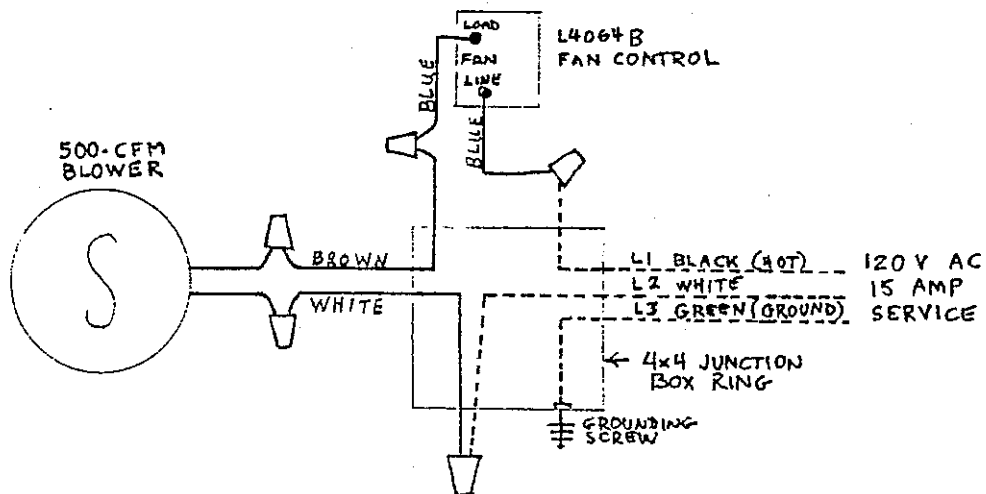 LOAD
FAN
LINE
L4064B
FAN CONTROL
BLUE
BLUE
500-CFM
BLOWER
BROWN
WHITE
L1 BLACK (HOT)
L2 WHITE
L3 GREEN (GROUND)
120 V AC
15 AMP
SERVICE
4x4 JUNCTION
BOX RING
GROUNDING
SCREW